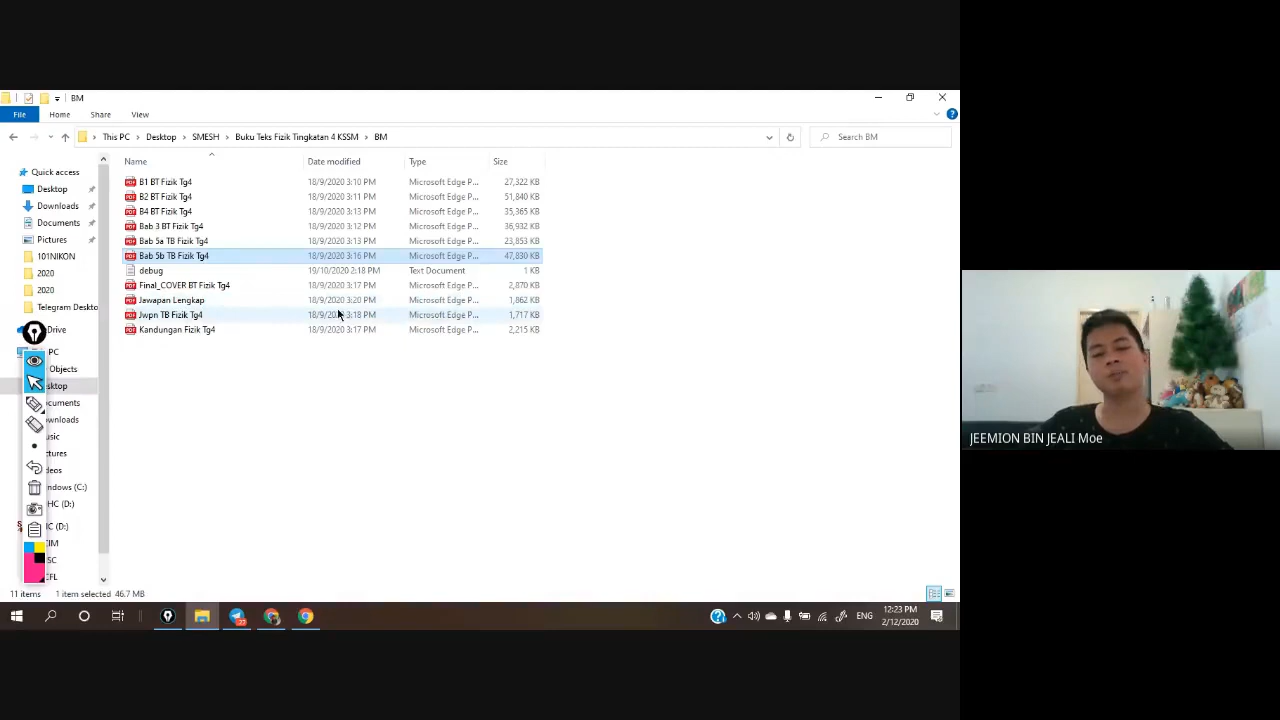 BM
File Home Share View
This PC Desktop SMESH Buku Teks Fizik Tingkatan 4 KSSM BM Search BM
Name Date modified Type Size
B1 BT Fizik Tg4 18/9/2020 3:10 PM Microsoft Edge P... 27,322 KB
B2 BT Fizik Tg4 18/9/2020 3:11 PM Microsoft Edge P... 51,840 KB
B4 BT Fizik Tg4 18/9/2020 3:13 PM Microsoft Edge P... 35,365 KB
Bab 3 BT Fizik Tg4 18/9/2020 3:12 PM Microsoft Edge P... 36,932 KB
Bab 5a TB Fizik Tg4 18/9/2020 3:13 PM Microsoft Edge P... 23,853 KB
Bab 5b TB Fizik Tg4 18/9/2020 3:16 PM Microsoft Edge P... 47,830 KB
debug 19/10/2020 2:18 PM Text Document 1 KB
Final_COVER BT Fizik Tg4 18/9/2020 3:17 PM Microsoft Edge P... 2,870 KB
Jawapan Lengkap 18/9/2020 3:20 PM Microsoft Edge P... 1,862 KB
Jwpn TB Fizik Tg4 18/9/2020 3:18 PM Microsoft Edge P... 1,717 KB
Kandungan Fizik Tg4 18/9/2020 3:17 PM Microsoft Edge P... 2,215 KB
Quick access
Desktop
Downloads
Documents
Pictures
101NIKON
2020
2020
Telegram Deskto
Drive
PC
Objects
sktop
ocuments
ownloads
usic
ctures
deos
indows (C:)
HC (D:)
IC (D:)
IM
SC
FL
11 items 1 item selected 46.7 MB
ENG
12:23 PM
2/12/2020
JEEMION BIN JEALI Moe